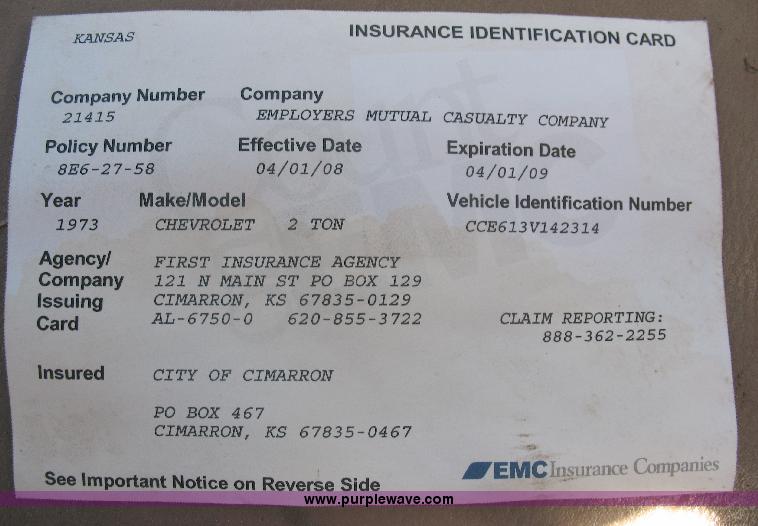 KANSAS
INSURANCE IDENTIFICATION CARD
Company Number Company
21415 EMPLOYERS MUTUAL CASUALTY COMPANY
Policy Number Effective Date Expiration Date
8E6-27-58 04/01/08 04/01/09
Year Make/Model Vehicle Identification Number
1973 CHEVROLET 2 TON CCE613V142314
Agency/ FIRST INSURANCE AGENCY
Company 121 N MAIN ST PO BOX 129
Issuing CIMARRON, KS 67835-0129
Card AL-6750-0 620-855-3722 CLAIM REPORTING:
888-362-2255
Insured CITY OF CIMARRON
PO BOX 467
CIMARRON, KS 67835-0467
EMC Insurance Companies
See Important Notice on Reverse Side
www.purplewave.com